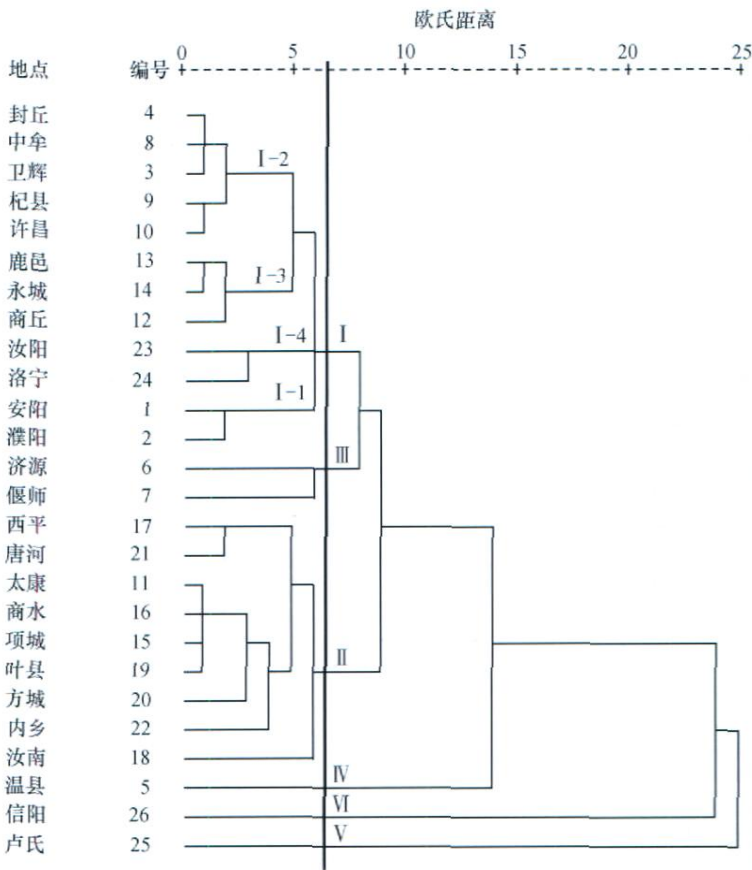 欧氏距离
0 5 10 15 20 25
地点 编号
封丘 4
中牟 8
卫辉 3
Ⅰ-2
杞县 9
许昌 10
鹿邑 13
Ⅰ-3
永城 14
商丘 12
Ⅰ-4 Ⅰ
汝阳 23
洛宁 24
Ⅰ-1
安阳 1
濮阳 2
Ⅲ
济源 6
偃师 7
西平 17
唐河 21
太康 11
商水 16
项城 15
Ⅱ
叶县 19
方城 20
内乡 22
汝南 18
Ⅳ
温县 5
Ⅵ
信阳 26
Ⅴ
卢氏 25